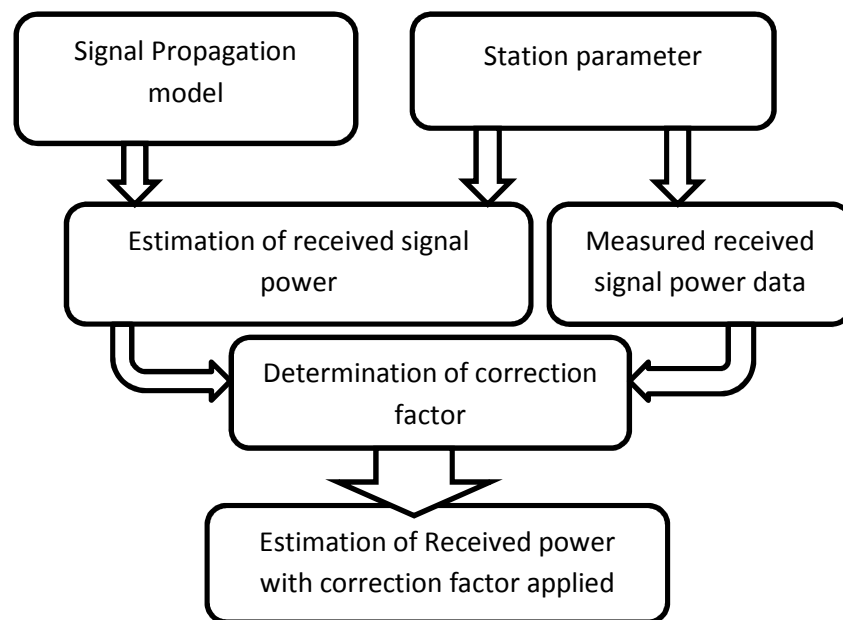 Signal Propagation
model
Station parameter
Estimation of received signal
power
Measured received
signal power data
Determination of correction
factor
Estimation of Received power
with correction factor applied